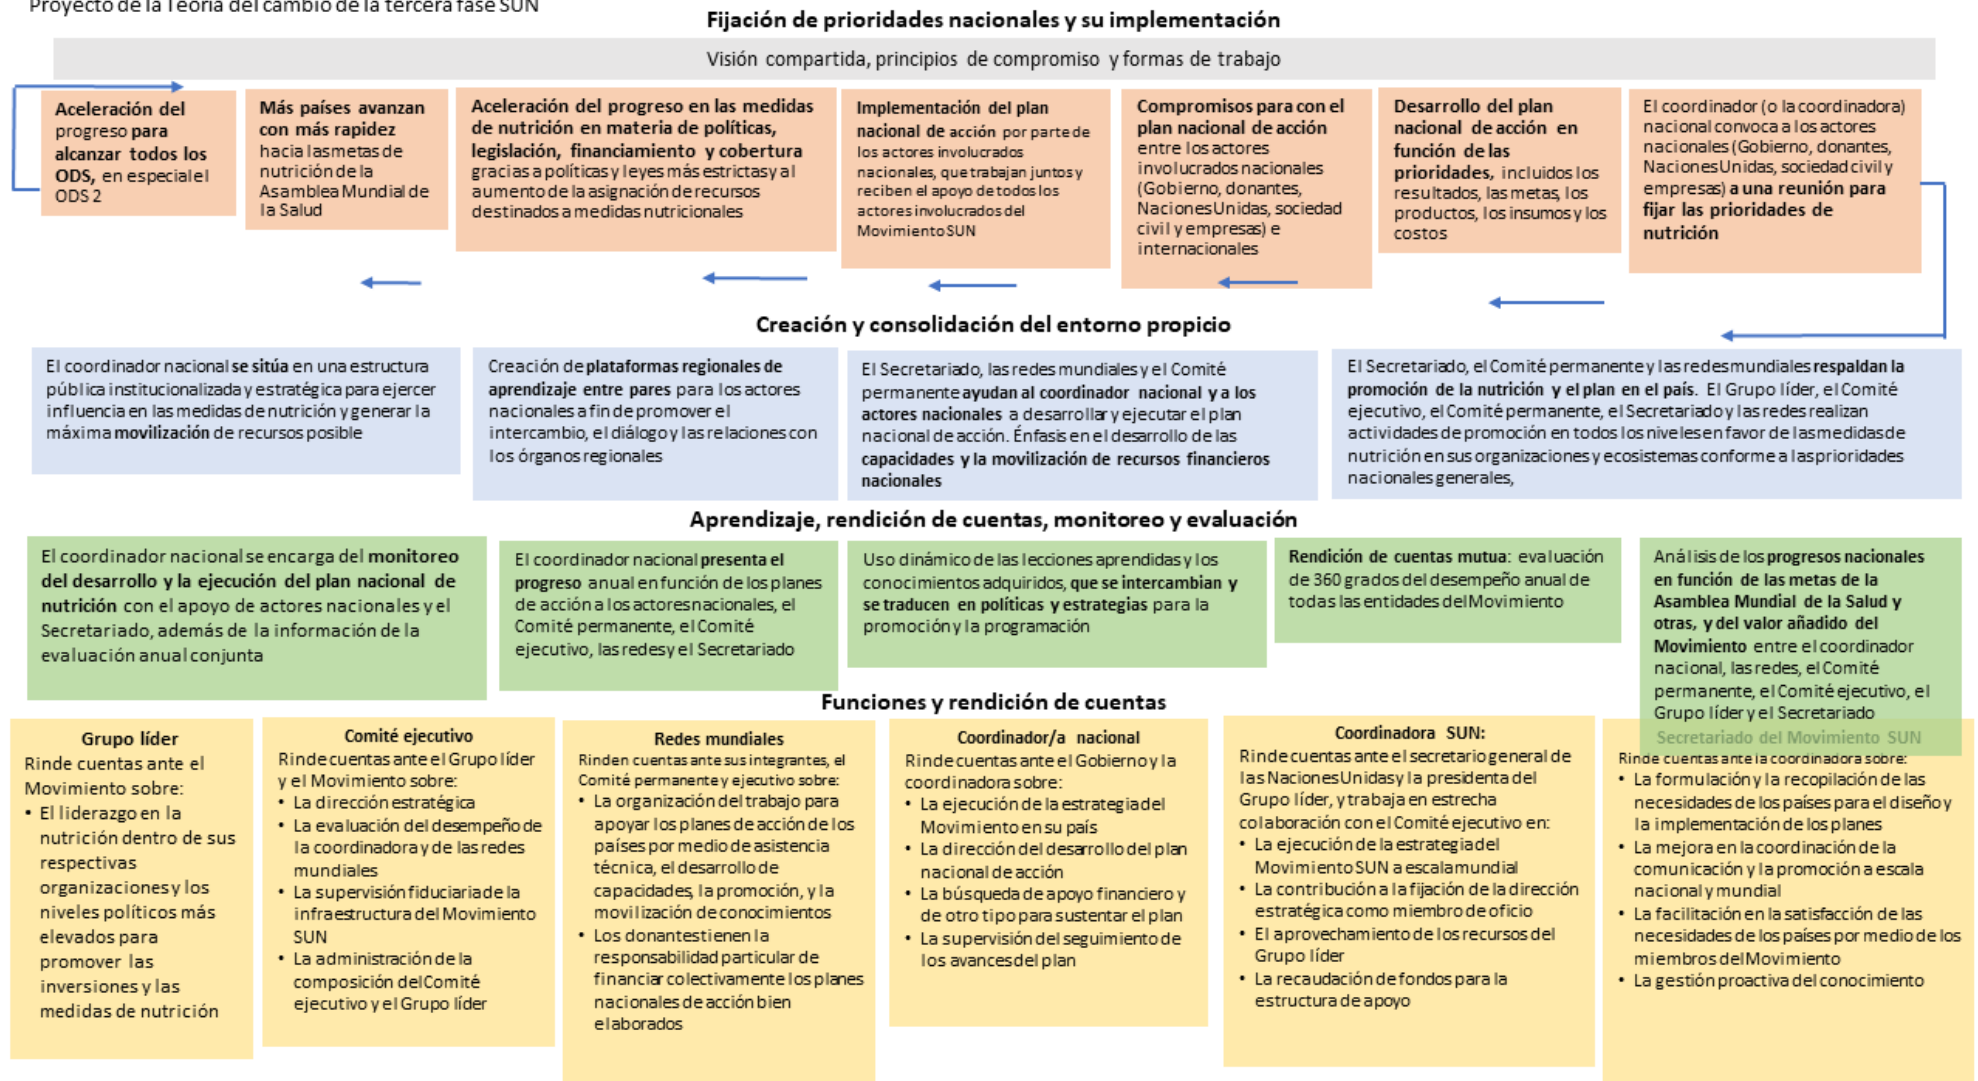 Proyecto de la Teoría del cambio de la tercera fase SUN
Fijación de prioridades nacionales y su implementación
Visión compartida, principios de compromiso y formas de trabajo
Aceleración del
progreso para
alcanzar todos los
ODS, en especial el
ODS 2
Más países avanzan
con más rapidez
hacia las metas de
nutrición de la
Asamblea Mundial de
la Salud
Aceleración del progreso en las medidas
de nutrición en materia de políticas,
legislación, financiamiento y cobertura
gracias a políticas y leyes más estrictas y al
aumento de la asignación de recursos
destinados a medidas nutricionales
Implementación del plan
nacional de acción por parte de
los actores involucrados
nacionales, que trabajan juntos y
reciben el apoyo de todos los
actores involucrados del
Movimiento SUN
Compromisos para con el
plan nacional de acción
entre los actores
involucrados nacionales
(Gobierno, donantes,
Naciones Unidas, sociedad
civil y empresas) e
internacionales
Desarrollo del plan
nacional de acción en
función de las
prioridades, incluidos los
resultados, las metas, los
productos, los insumos y los
costos
El coordinador (o la coordinadora)
nacional convoca a los actores
nacionales (Gobierno, donantes,
Naciones Unidas, sociedad civil y
empresas) a una reunión para
fijar las prioridades de
nutrición
Creación y consolidación del entorno propicio
El coordinador nacional se sitúa en una estructura
pública institucionalizada y estratégica para ejercer
influencia en las medidas de nutrición y generar la
máxima movilización de recursos posible
Creación de plataformas regionales de
aprendizaje entre pares para los actores
nacionales a fin de promover el
intercambio, el diálogo y las relaciones con
los órganos regionales
El Secretariado, las redes mundiales y el Comité
permanente ayudan al coordinador nacional y a los
actores nacionales a desarrollar y ejecutar el plan
nacional de acción. Énfasis en el desarrollo de las
capacidades y la movilización de recursos financieros
nacionales
El Secretariado, el Comité permanente y las redes mundiales respaldan la
promoción de la nutrición y el plan en el país. El Grupo líder, el Comité
ejecutivo, el Comité permanente, el Secretariado y las redes realizan
actividades de promoción en todos los niveles en favor de las medidas de
nutrición en sus organizaciones y ecosistemas conforme a las prioridades
nacionales generales,
Aprendizaje, rendición de cuentas, monitoreo y evaluación
El coordinador nacional se encarga del monitoreo
del desarrollo y la ejecución del plan nacional de
nutrición con el apoyo de actores nacionales y el
Secretariado, además de la información de la
evaluación anual conjunta
El coordinador nacional presenta el
progreso anual en función de los planes
de acción a los actores nacionales, el
Comité permanente, el Comité
ejecutivo, las redes y el Secretariado
Uso dinámico de las lecciones aprendidas y los
conocimientos adquiridos, que se intercambian y
se traducen en políticas y estrategias para la
promoción y la programación
Rendición de cuentas mutua: evaluación
de 360 grados del desempeño anual de
todas las entidades del Movimiento
Análisis de los progresos nacionales
en función de las metas de la
Asamblea Mundial de la Salud y
otras, y del valor añadido del
Movimiento entre el coordinador
nacional, las redes, el Comité
permanente, el Comité ejecutivo, el
Grupo líder y el Secretariado
Funciones y rendición de cuentas
Grupo líder
Rinde cuentas ante el
Movimiento sobre:
• El liderazgo en la
nutrición dentro de sus
respectivas
organizaciones y los
niveles políticos más
elevados para
promover las
inversiones y las
medidas de nutrición
Comité ejecutivo
Rinde cuentas ante el Grupo líder
y el Movimiento sobre:
• La dirección estratégica
• La evaluación del desempeño de
la coordinadora y de las redes
mundiales
• La supervisión fiduciaria de la
infraestructura del Movimiento
SUN
• La administración de la
composición del Comité
ejecutivo y el Grupo líder
Redes mundiales
Rinden cuentas ante sus integrantes, el
Comité permanente y ejecutivo sobre:
• La organización del trabajo para
apoyar los planes de acción de los
países por medio de asistencia
técnica, el desarrollo de
capacidades, la promoción, y la
movilización de conocimientos
• Los donantes tienen la
responsabilidad particular de
financiar colectivamente los planes
nacionales de acción bien
elaborados
Coordinador/a nacional
Rinde cuentas ante el Gobierno y la
coordinadora sobre:
• La ejecución de la estrategia del
Movimiento en su país
• La dirección del desarrollo del plan
nacional de acción
• La búsqueda de apoyo financiero y
de otro tipo para sustentar el plan
• La supervisión del seguimiento de
los avances del plan
Coordinadora SUN:
Rinde cuentas ante el secretario general de
las Naciones Unidas y la presidenta del
Grupo líder, y trabaja en estrecha
colaboración con el Comité ejecutivo en:
• La ejecución de la estrategia del
Movimiento SUN a escala mundial
• La contribución a la fijación de la dirección
estratégica como miembro de oficio
• El aprovechamiento de los recursos del
Grupo líder
• La recaudación de fondos para la
estructura de apoyo
Secretariado del Movimiento SUN
Rinde cuentas ante la coordinadora sobre:
• La formulación y la recopilación de las
necesidades de los países para el diseño y
la implementación de los planes
• La mejora en la coordinación de la
comunicación y la promoción a escala
nacional y mundial
• La facilitación en la satisfacción de las
necesidades de los países por medio de los
miembros del Movimiento
• La gestión proactiva del conocimiento